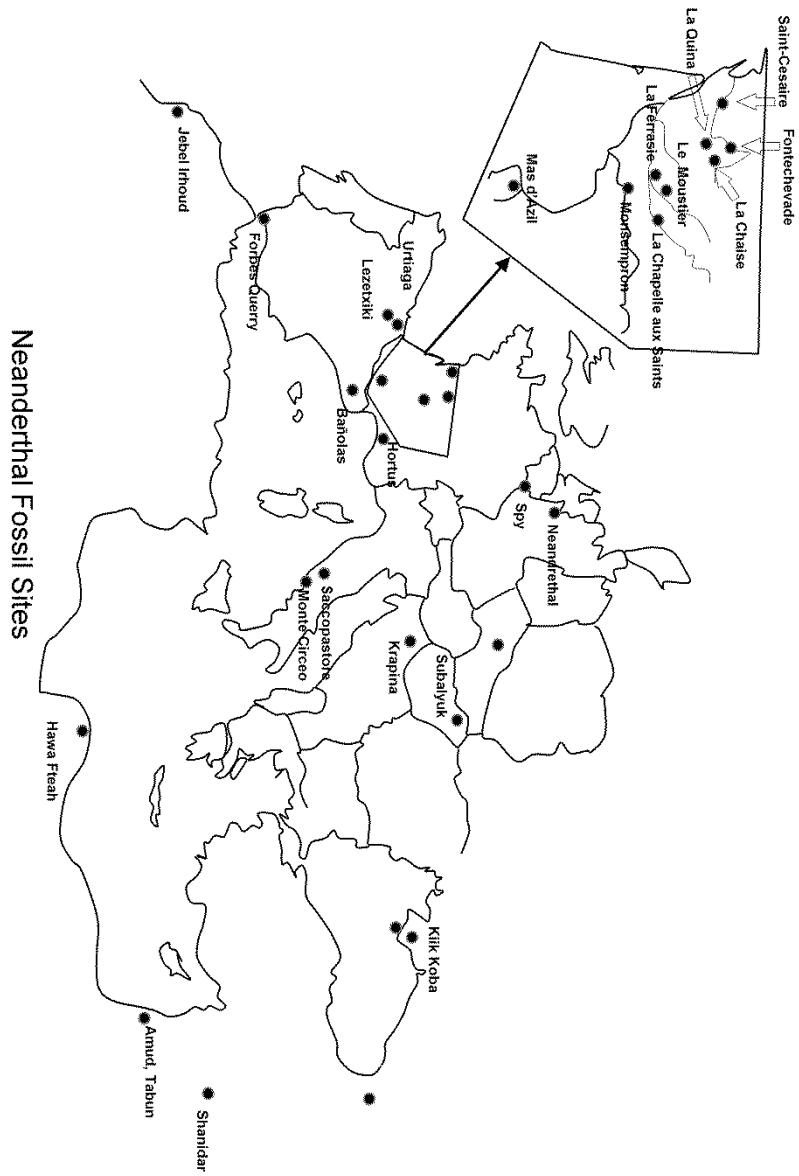 Saint-Cesaire
Fontechevade
La Quina
La Chaise
Le Moustier
La Ferrasie
La Chapelle aux Saints
Monsempron
Mas d'Azil
Urtiaga
Lezetxiki
Hortus
Bañolas
Forbes Querry
Jebel Irhoud
Spy
Neandrethal
Saccopastore
Monte Circeo
Krapina
Subalyuk
Kiik Koba
Hawa Fteah
Amud, Tabun
Shanidar
Neanderthal Fossil Sites